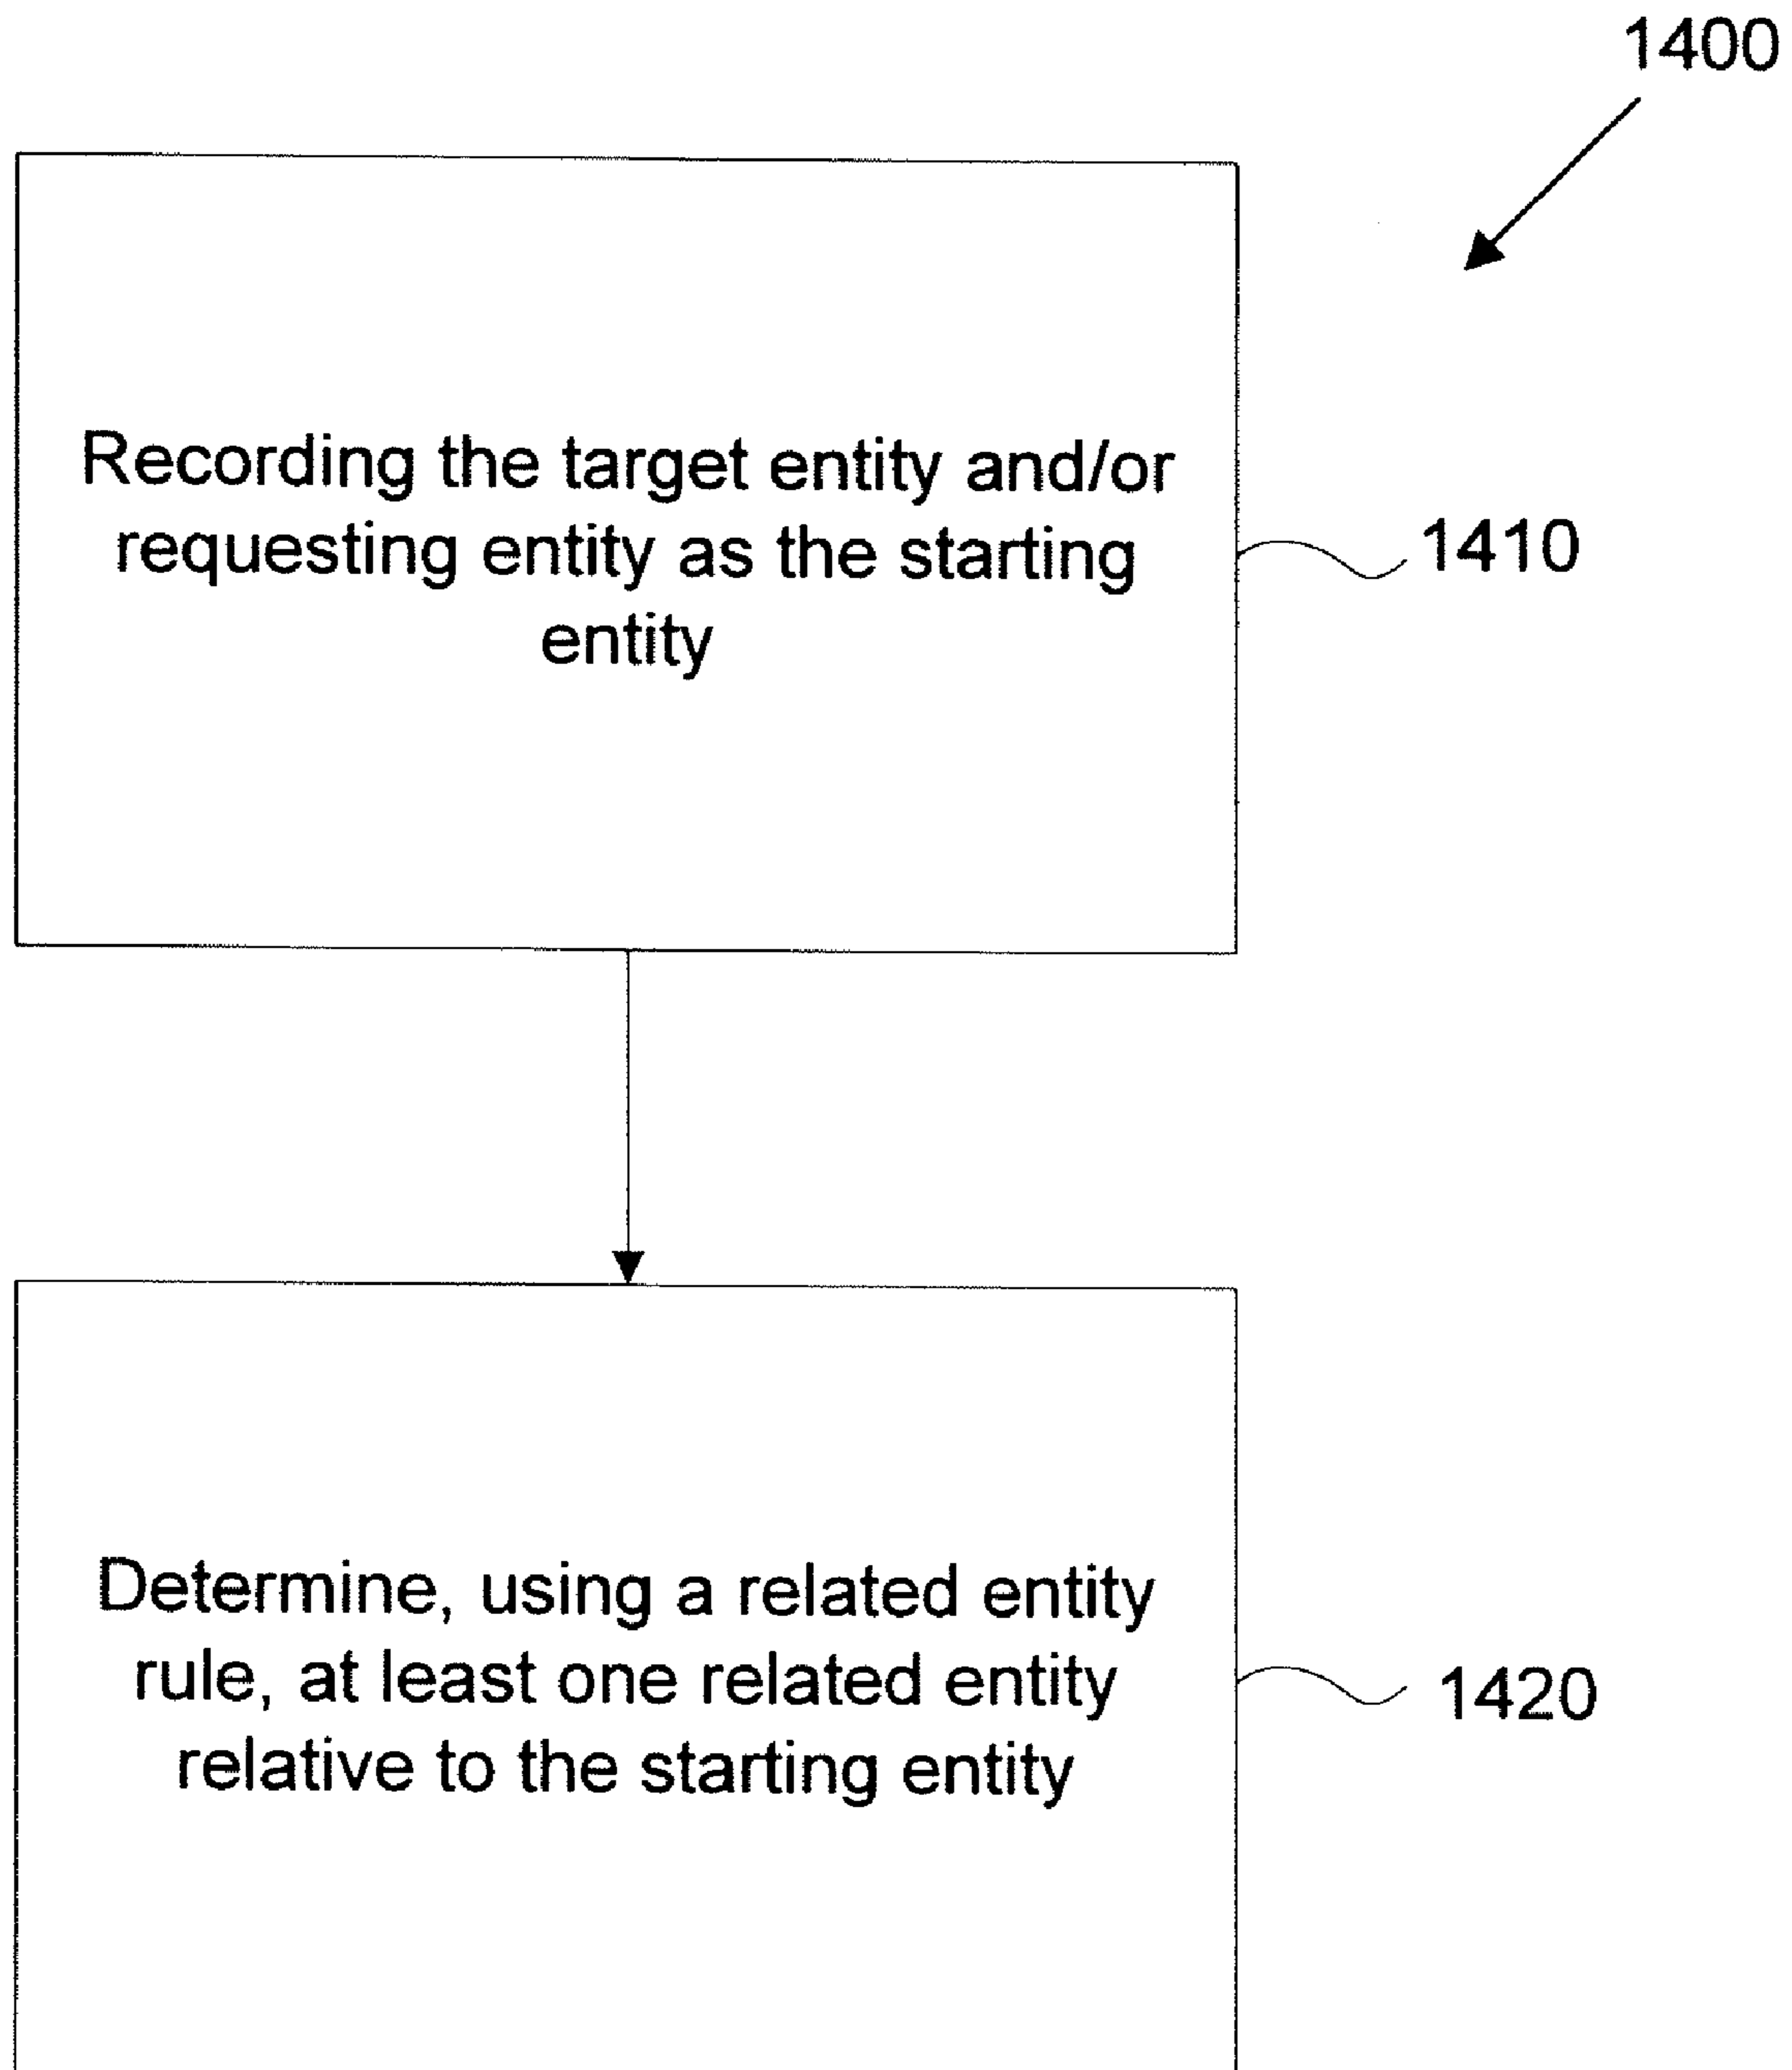 1400
Recording the target entity and/or
requesting entity as the starting
entity
1410
Determine, using a related entity
rule, at least one related entity
relative to the starting entity
1420